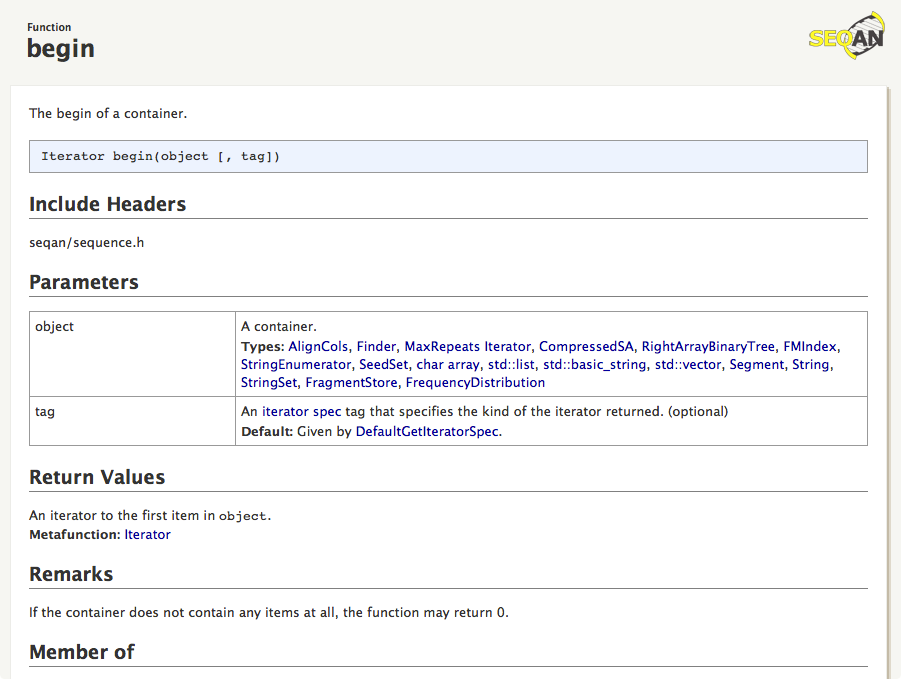 Function
begin
SEQAN
The begin of a container.
Iterator begin(object [, tag])
Include Headers
seqan/sequence.h
Parameters
object
A container.
Types: AlignCols, Finder, MaxRepeats Iterator, CompressedSA, RightArrayBinaryTree, FMIndex,
StringEnumerator, SeedSet, char array, std::list, std::basic_string, std::vector, Segment, String,
StringSet, FragmentStore, FrequencyDistribution
tag
An iterator spec tag that specifies the kind of the iterator returned. (optional)
Default: Given by DefaultGetIteratorSpec.
Return Values
An iterator to the first item in object.
Metafunction: Iterator
Remarks
If the container does not contain any items at all, the function may return 0.
Member of